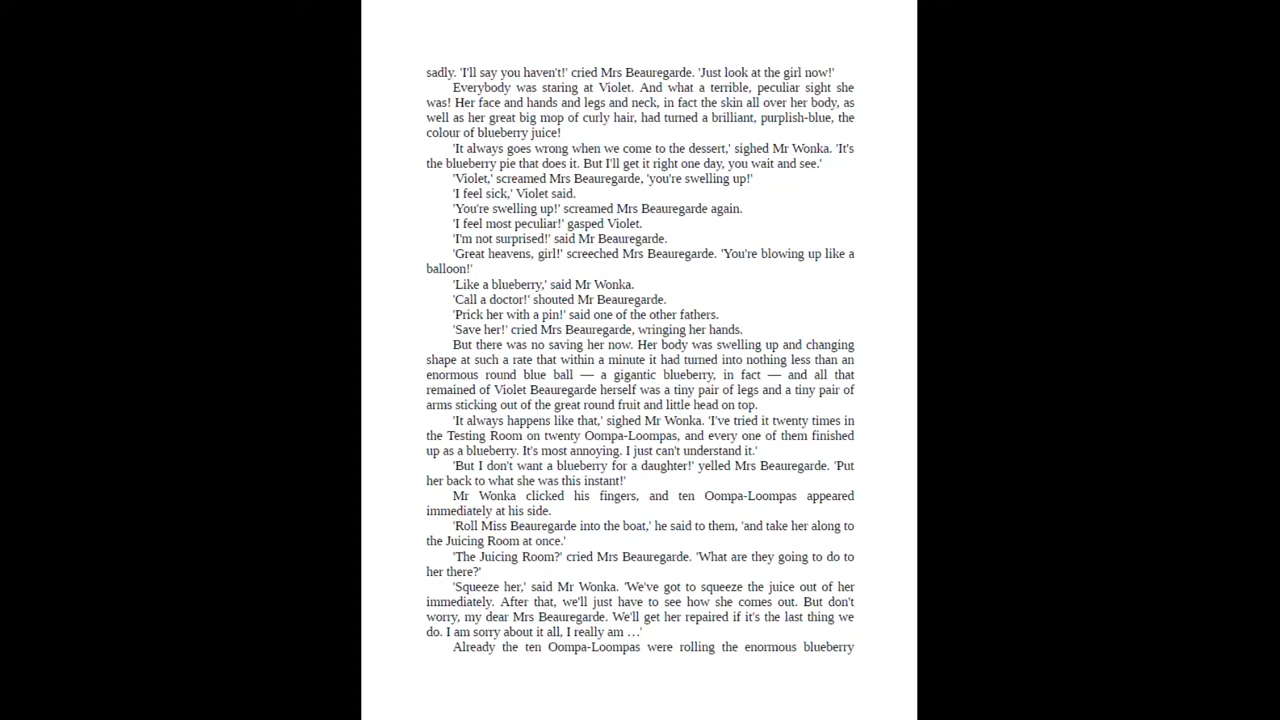 sadly. 'I'll say you haven't!' cried Mrs Beauregarde. 'Just look at the girl now!'
Everybody was staring at Violet. And what a terrible, peculiar sight she
was! Her face and hands and legs and neck, in fact the skin all over her body, as
well as her great big mop of curly hair, had turned a brilliant, purplish-blue, the
colour of blueberry juice!
'It always goes wrong when we come to the dessert,' sighed Mr Wonka. 'It's
the blueberry pie that does it. But I'll get it right one day, you wait and see.'
'Violet,' screamed Mrs Beauregarde, 'you're swelling up!'
'I feel sick,' Violet said.
'You're swelling up!' screamed Mrs Beauregarde again.
'I feel most peculiar!' gasped Violet.
'I'm not surprised!' said Mr Beauregarde.
'Great heavens, girl!' screeched Mrs Beauregarde. 'You're blowing up like a
balloon!'
'Like a blueberry,' said Mr Wonka.
'Call a doctor!' shouted Mr Beauregarde.
'Prick her with a pin!' said one of the other fathers.
'Save her!' cried Mrs Beauregarde, wringing her hands.
But there was no saving her now. Her body was swelling up and changing
shape at such a rate that within a minute it had turned into nothing less than an
enormous round blue ball — a gigantic blueberry, in fact — and all that
remained of Violet Beauregarde herself was a tiny pair of legs and a tiny pair of
arms sticking out of the great round fruit and little head on top.
'It always happens like that,' sighed Mr Wonka. 'I've tried it twenty times in
the Testing Room on twenty Oompa-Loompas, and every one of them finished
up as a blueberry. It's most annoying. I just can't understand it.'
'But I don't want a blueberry for a daughter!' yelled Mrs Beauregarde. 'Put
her back to what she was this instant!'
Mr Wonka clicked his fingers, and ten Oompa-Loompas appeared
immediately at his side.
'Roll Miss Beauregarde into the boat,' he said to them, 'and take her along to
the Juicing Room at once.'
'The Juicing Room?' cried Mrs Beauregarde. 'What are they going to do to
her there?'
'Squeeze her,' said Mr Wonka. 'We've got to squeeze the juice out of her
immediately. After that, we'll just have to see how she comes out. But don't
worry, my dear Mrs Beauregarde. We'll get her repaired if it's the last thing we
do. I am sorry about it all, I really am …'
Already the ten Oompa-Loompas were rolling the enormous blueberry